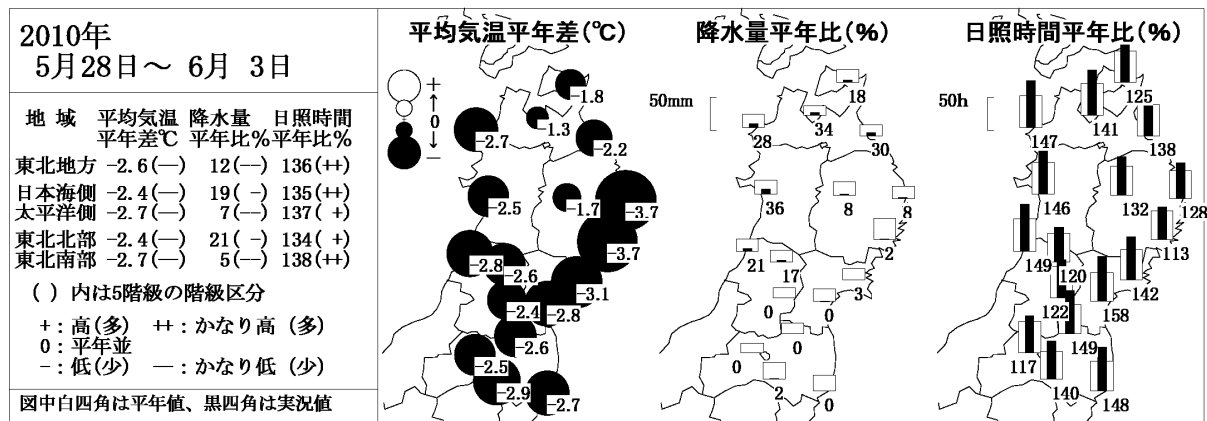 2010年
5月28日～ 6月 3日
地 域 平均気温 降水量 日照時間
平年差℃ 平年比% 平年比%
東北地方 -2.6(--) 12(--) 136(++)
日本海側 -2.4(--) 19( -) 135(++)
太平洋側 -2.7(--) 7(--) 137( +)
東北北部 -2.4(--) 21( -) 134( +)
東北南部 -2.7(--) 5(--) 138(++)
( ) 内は5階級の階級区分
+：高(多) ++：かなり高 (多)
0：平年並
-：低(少) --：かなり低 (少)
図中白四角は平年値、黒四角は実況値
平均気温平年差(℃)
+
↑
0
↓
-
-1.8
-1.3
-2.7
-2.2
-2.5
-1.7
-3.7
-3.7
-2.8
-2.6
-3.1
-2.4
-2.8
-2.6
-2.5
-2.9
-2.7
降水量平年比(%)
50mm
18
34
28
30
36
8
8
2
21
17
3
0
0
0
0
2
0
日照時間平年比(%)
50h
125
141
147
138
146
132
128
113
149
120
142
122
158
149
117
140
148